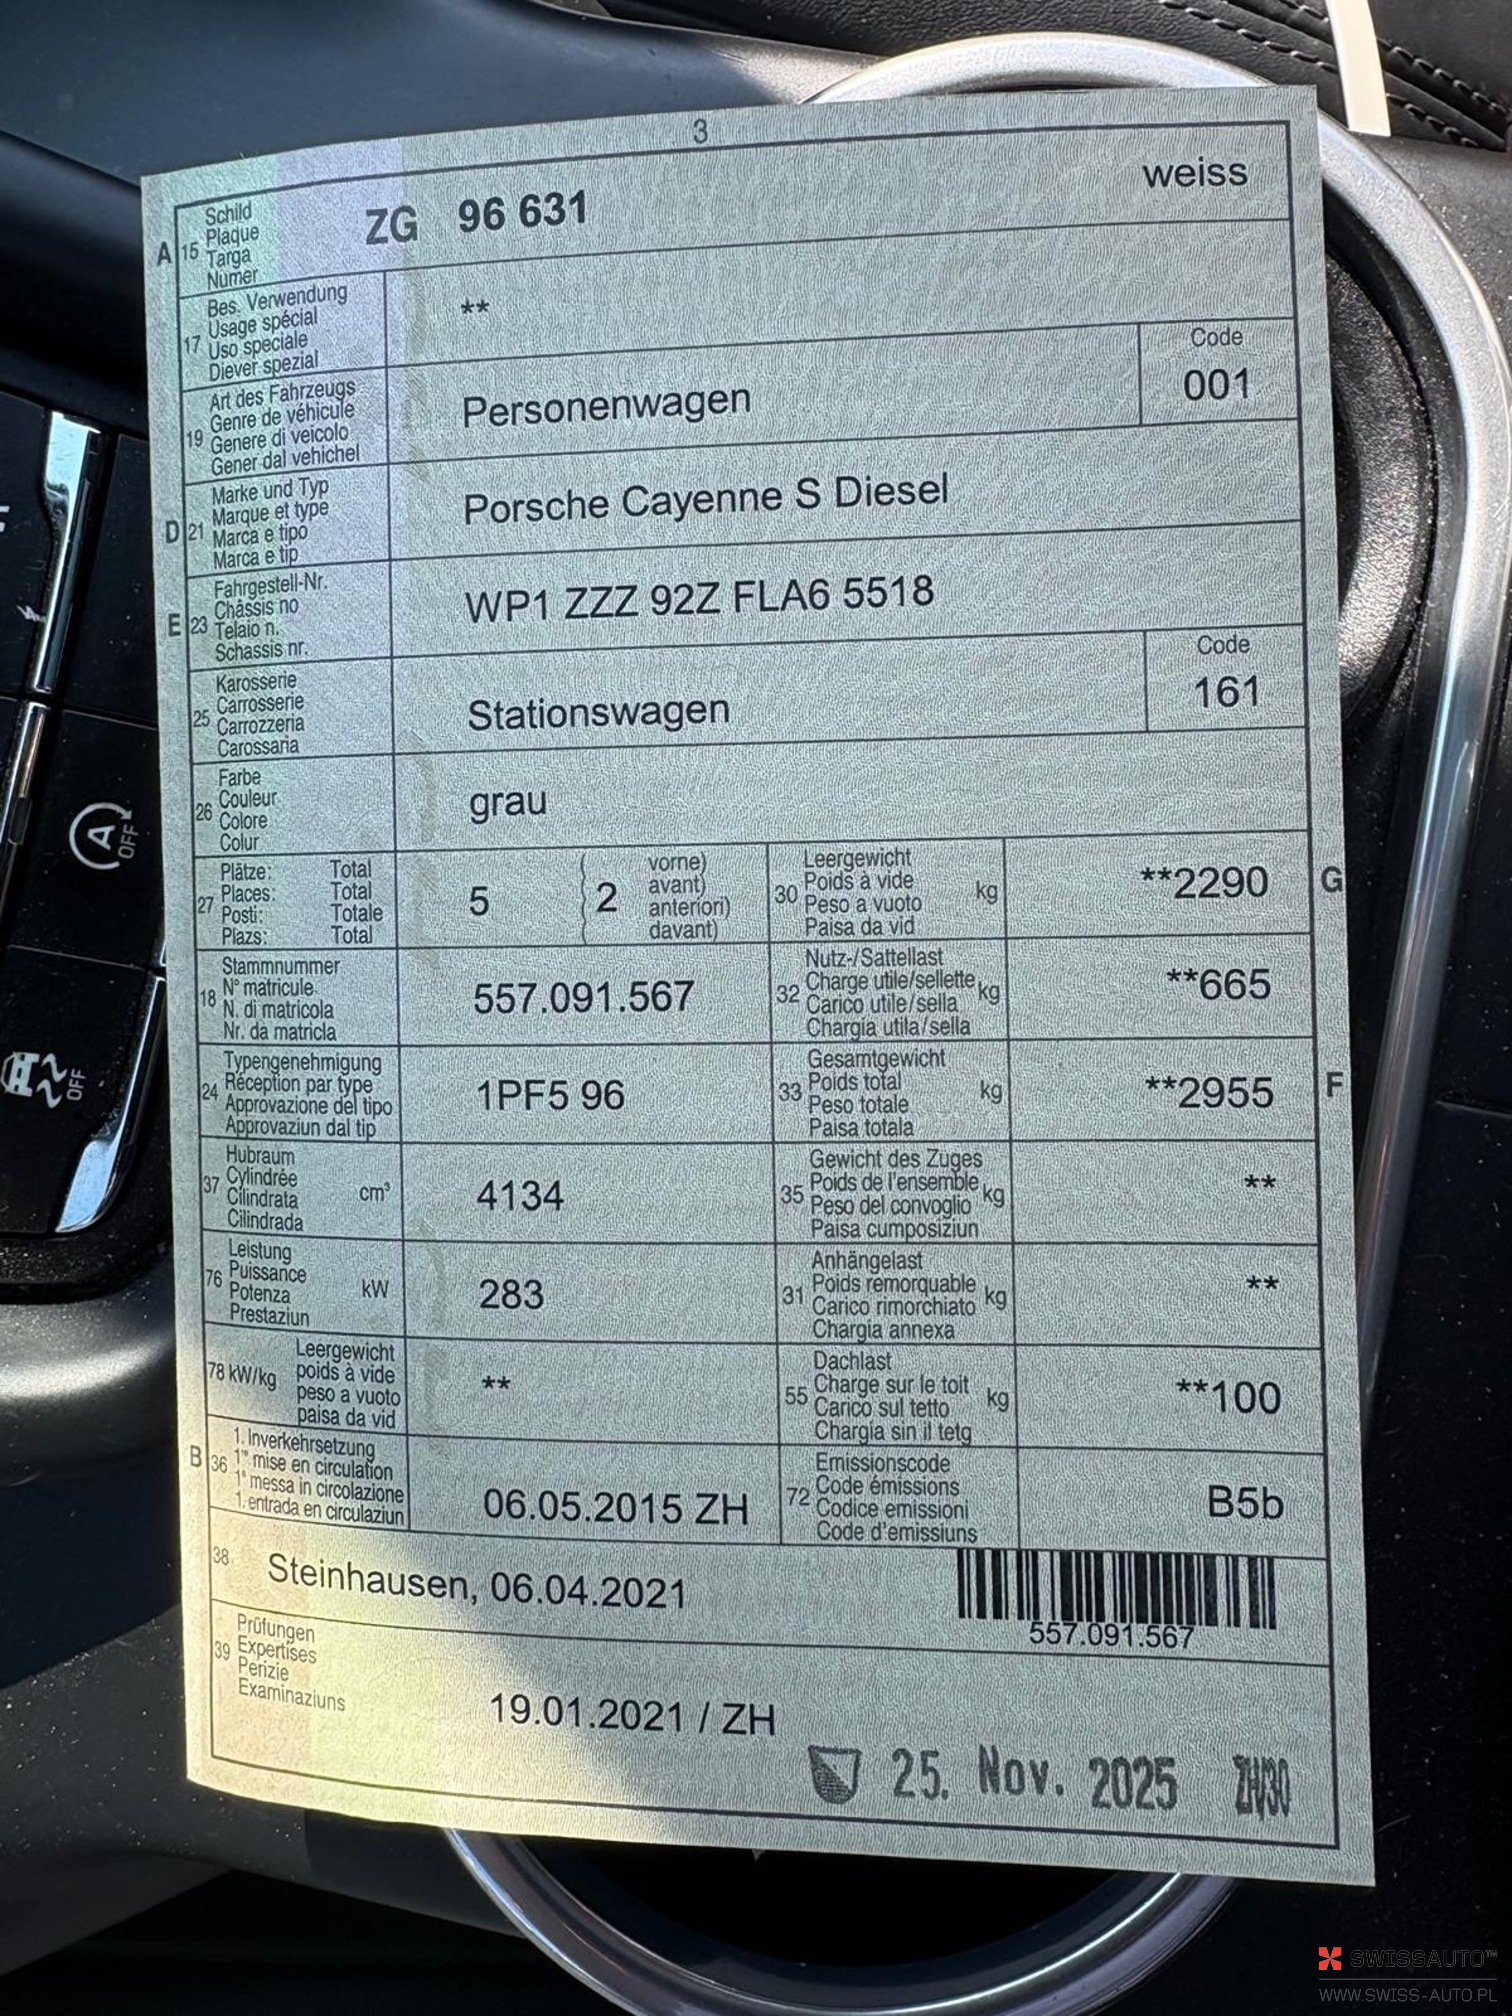 3
A 15 Schild ZG 96 631 weiss
Plaque
Targa
Numer
17 Bes. Verwendung **
Usage spécial
Uso speciale
Diever spezial
19 Art des Fahrzeugs Personenwagen Code
Genre de véhicule 001
Genere di veicolo
Gener dal vehichel
D 21 Marke und Typ Porsche Cayenne S Diesel
Marque et type
Marca e tipo
Marca e tip
E 23 Fahrgestell-Nr. WP1 ZZZ 92Z FLA6 5518
Châssis no
Telaio n.
Schassis nr.
25 Karosserie Stationswagen Code
Carrosserie 161
Carrozzeria
Carossaria
26 Farbe grau
Couleur
Colore
Colur
27 Plätze: Total 5 2 vorne)
Places: Total avant)
Posti: Totale anteriori)
Plazs: Total davant)
30 Leergewicht kg **2290 G
Poids à vide
Peso a vuoto
Paisa da vid
18 Stammnummer 557.091.567
N° matricule
N. di matricola
Nr. da matricla
32 Nutz-/Sattellast kg **665
Charge utile/sellette
Carico utile/sella
Chargia utila/sella
24 Typengenehmigung 1PF5 96
Réception par type
Approvazione del tipo
Approvaziun dal tip
33 Gesamtgewicht kg **2955 F
Poids total
Peso totale
Paisa totala
37 Hubraum cm³ 4134
Cylindrée
Cilindrata
Cilindrada
35 Gewicht des Zuges kg **
Poids de l'ensemble
Peso del convoglio
Paisa cumposiziun
76 Leistung kW 283
Puissance
Potenza
Prestaziun
31 Anhängelast kg **
Poids remorquable
Carico rimorchiato
Chargia annexa
78 kW/kg Leergewicht **
poids à vide
peso a vuoto
paisa da vid
55 Dachlast kg **100
Charge sur le toit
Carico sul tetto
Chargia sin il tetg
B 36 1. Inverkehrsetzung 06.05.2015 ZH
1re mise en circulation
1a messa in circolazione
1. entrada en circulaziun
72 Emissionscode B5b
Code émissions
Codice emissioni
Code d'emissiuns
38 Steinhausen, 06.04.2021
557.091.567
39 Prüfungen 19.01.2021 / ZH
Expertises
Perizie
Examinaziuns
25. Nov. 2025 ZH/30
A OFF
OFF
SWISSAUTO™
WWW.SWISS-AUTO.PL